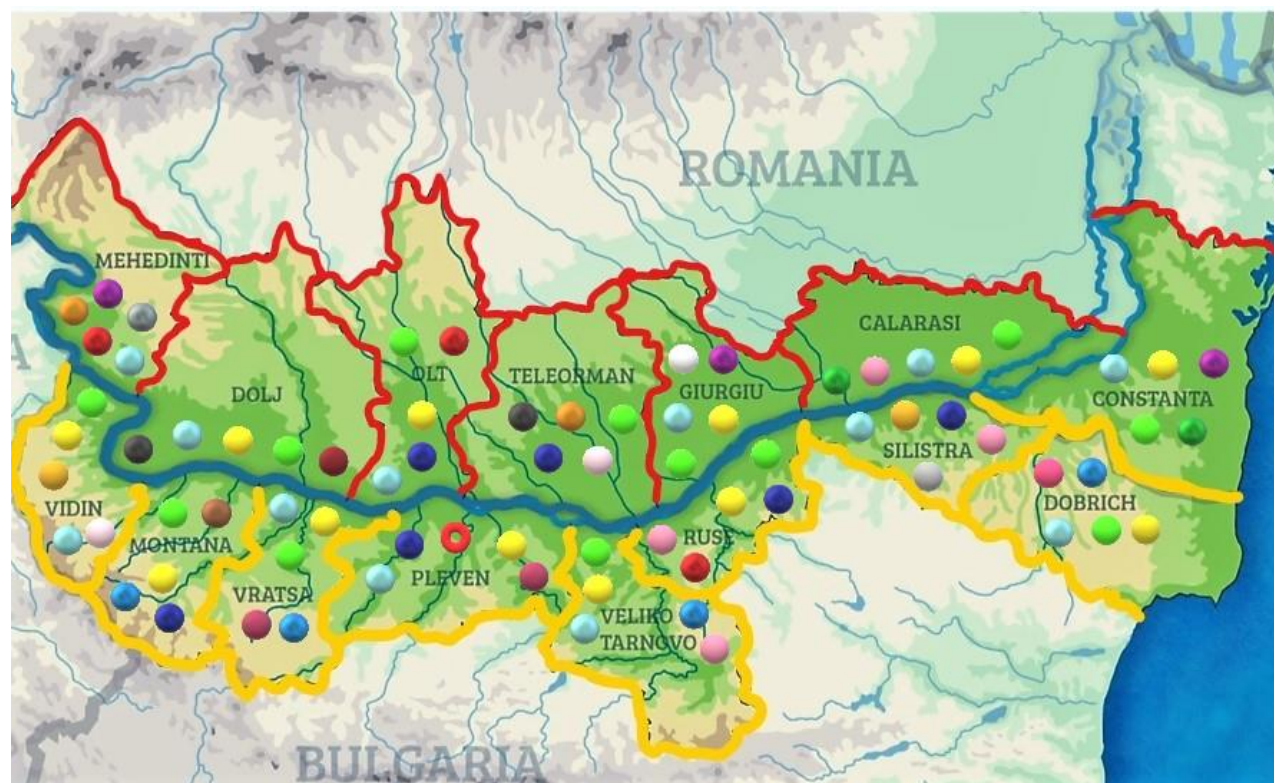 ROMANIA
MEHEDINTI
CALARASI
DOLJ
OLT
TELEORMAN
GIURGIU
CONSTANTA
SILISTRA
DOBRICH
VIDIN
MONTANA
RUSE
PLEVEN
VRATSA
VELIKO
TARNOVO
BULGARIA